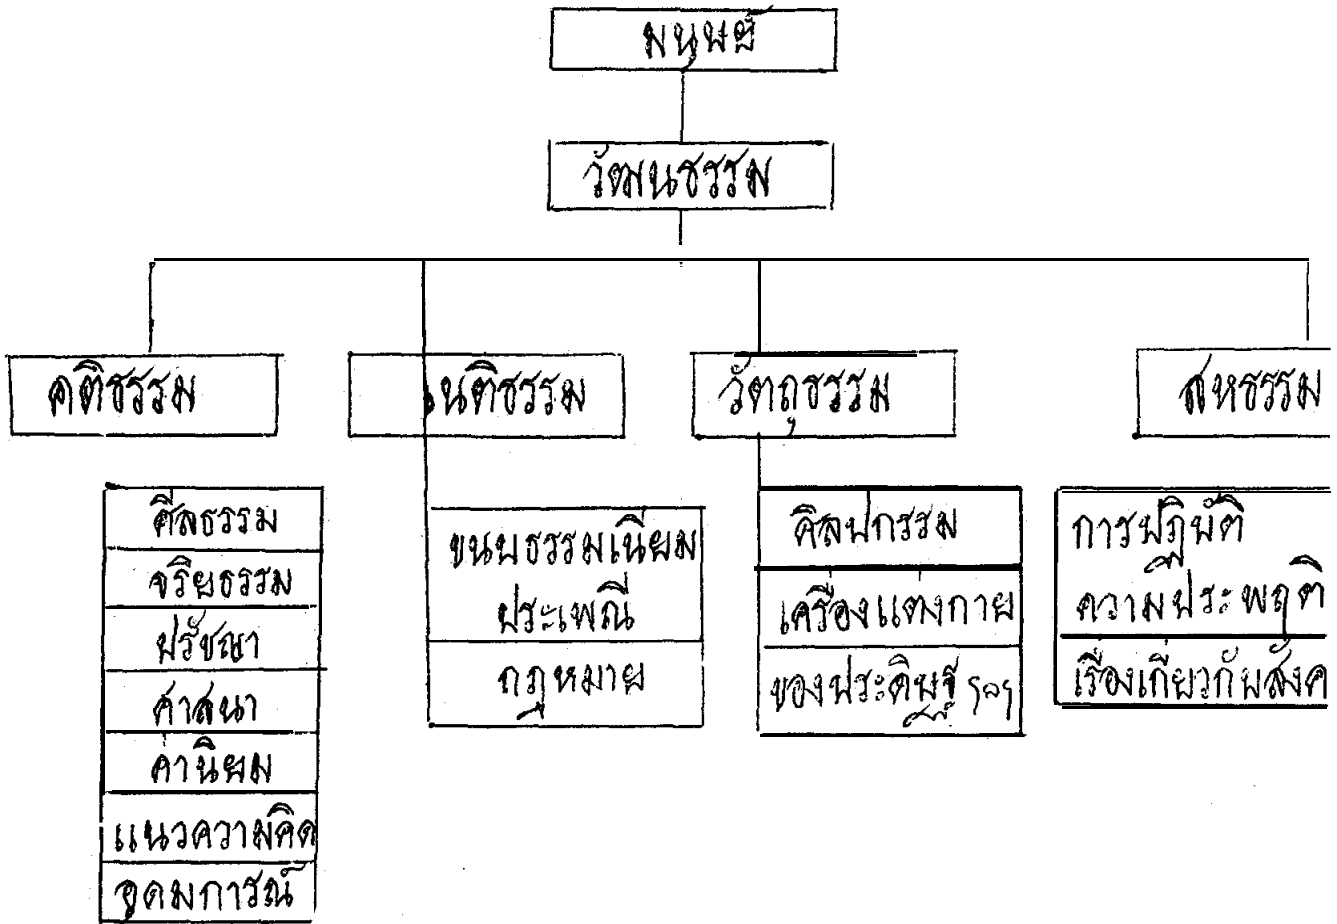 มนุษย์
วัฒนธรรม
คติธรรม
เนติธรรม
วัตถุธรรม
สหธรรม
ศีลธรรม
จริยธรรม
ปรัชญา
ศาสนา
ค่านิยม
แนวความคิด
อุดมการณ์
ขนบธรรมเนียม
ประเพณี
กฎหมาย
ศิลปกรรม
เครื่องแต่งกาย
ของประดิษฐ์ ฯลฯ
การปฏิบัติ
ความประพฤติ
เรื่องเกี่ยวกับสังค